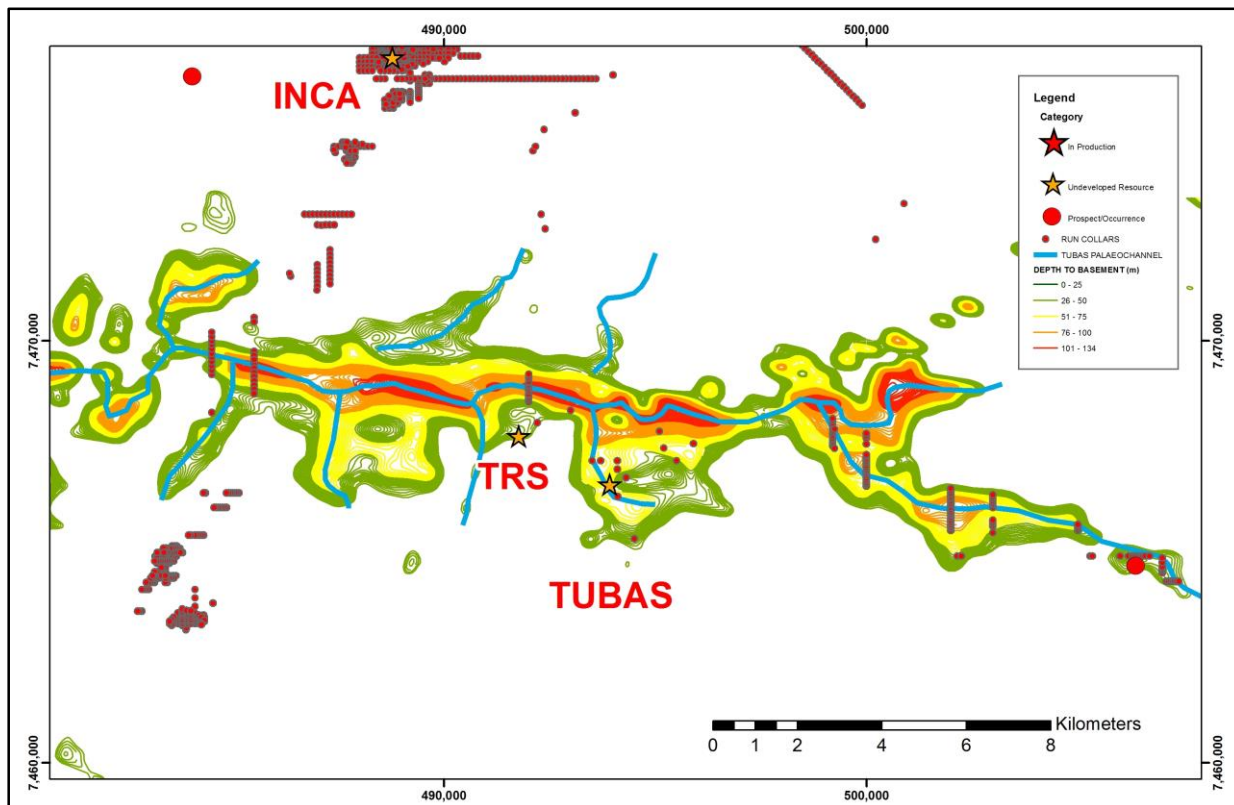 490,000
500,000
INCA
Legend
Category
In Production
Undeveloped Resource
Prospect/Occurrence
RUN COLLARS
TUBAS PALAEOCHANNEL
DEPTH TO BASEMENT (m)
0 - 25
26 - 50
51 - 75
76 - 100
101 - 134
7,470,000
7,470,000
TRS
TUBAS
Kilometers
0 1 2 4 6 8
7,460,000
7,460,000
490,000
500,000